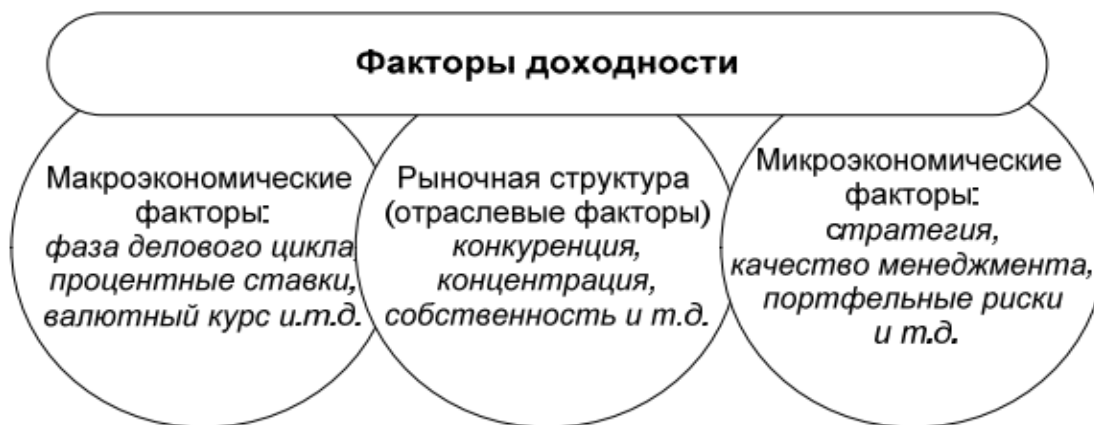 Факторы доходности
Макроэкономические
факторы:
фаза делового цикла,
процентные ставки,
валютный курс и.т.д.
Рыночная структура
(отраслевые факторы)
конкуренция,
концентрация,
собственность и т.д.
Микроэкономические
факторы:
стратегия,
качество менеджмента,
портфельные риски
и т.д.